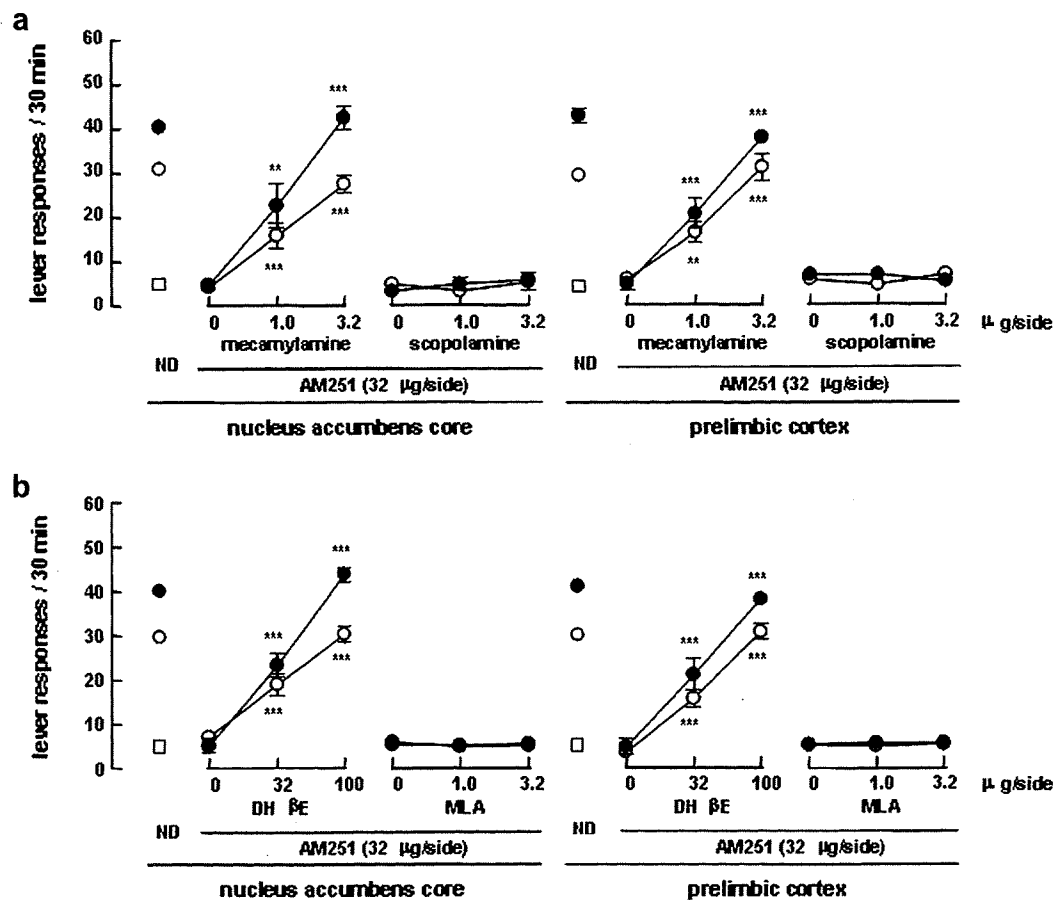 a
lever responses / 30 min
60
50
40
30
20
10
0
**
***
***
***
0 1.0 3.2
mecamylamine
0 1.0 3.2
scopolamine
***
***
**
***
0 1.0 3.2
mecamylamine
0 1.0 3.2 μ g/side
scopolamine
ND
AM251 (32 μg/side)
nucleus accumbens core
ND
AM251 (32 μg/side)
prelimbic cortex
b
lever responses / 30 min
60
50
40
30
20
10
0
***
***
***
***
0 32 100
DH βE
0 1.0 3.2
MLA
***
***
***
***
0 32 100
DH βE
0 1.0 3.2 μ g/side
MLA
ND
AM251 (32 μg/side)
nucleus accumbens core
ND
AM251 (32 μg/side)
prelimbic cortex